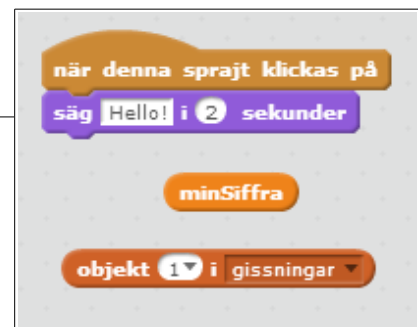 när denna sprajt klickas på
säg Hello! i 2 sekunder
minSiffra
objekt 1 i gissningar